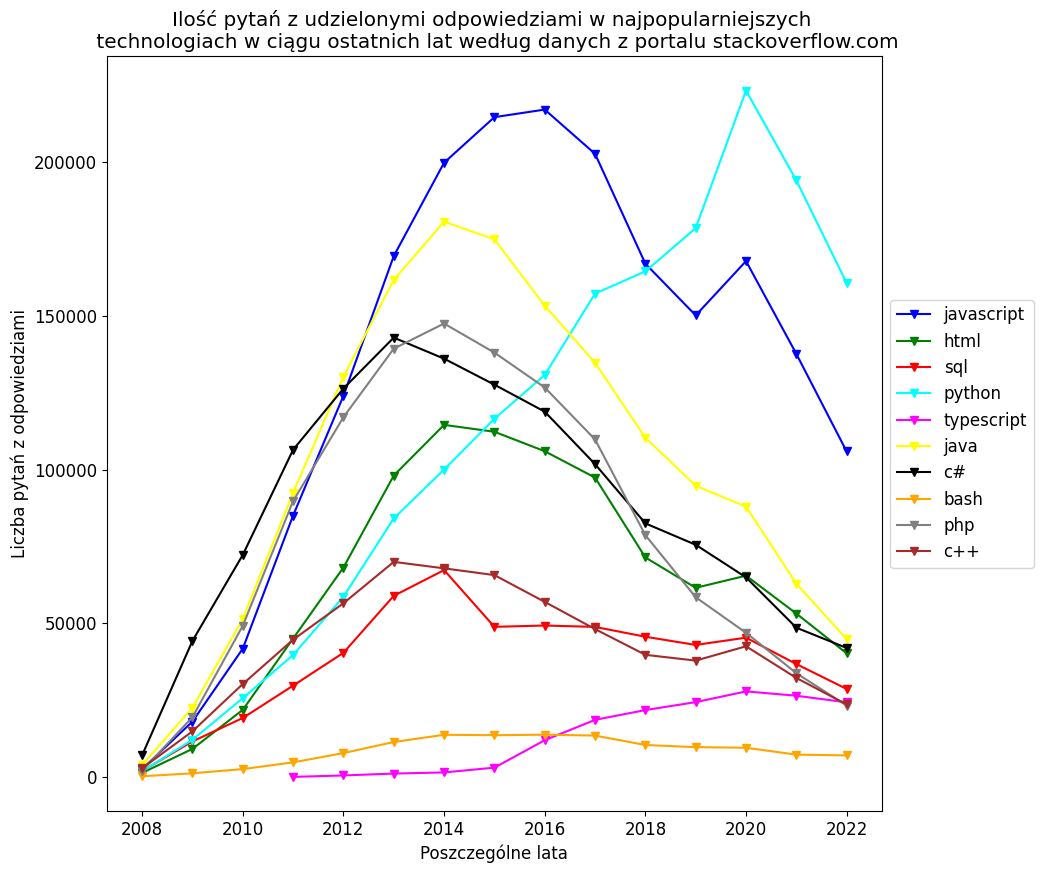 Ilość pytań z udzielonymi odpowiedziami w najpopularniejszych
technologiach w ciągu ostatnich lat według danych z portalu stackoverflow.com
Liczba pytań z odpowiedziami
200000
150000
100000
50000
0
2008 2010 2012 2014 2016 2018 2020 2022
Poszczególne lata
javascript
html
sql
python
typescript
java
c#
bash
php
c++